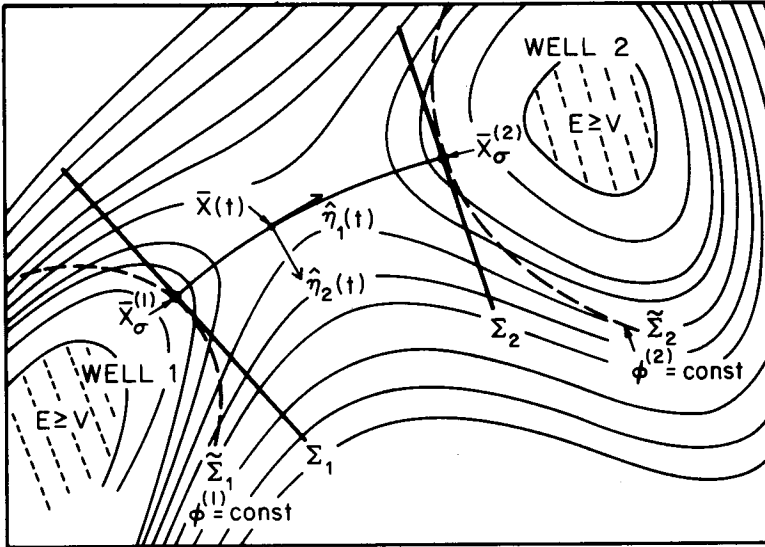 WELL 2
E ≥ V
X̄σ^(2)
X̄(t)
η̂₁(t)
η̂₂(t)
X̄σ^(1)
Σ₂
Σ̃₂
φ^(2) = const
WELL 1
E ≥ V
Σ₁
Σ̃₁
φ^(1) = const